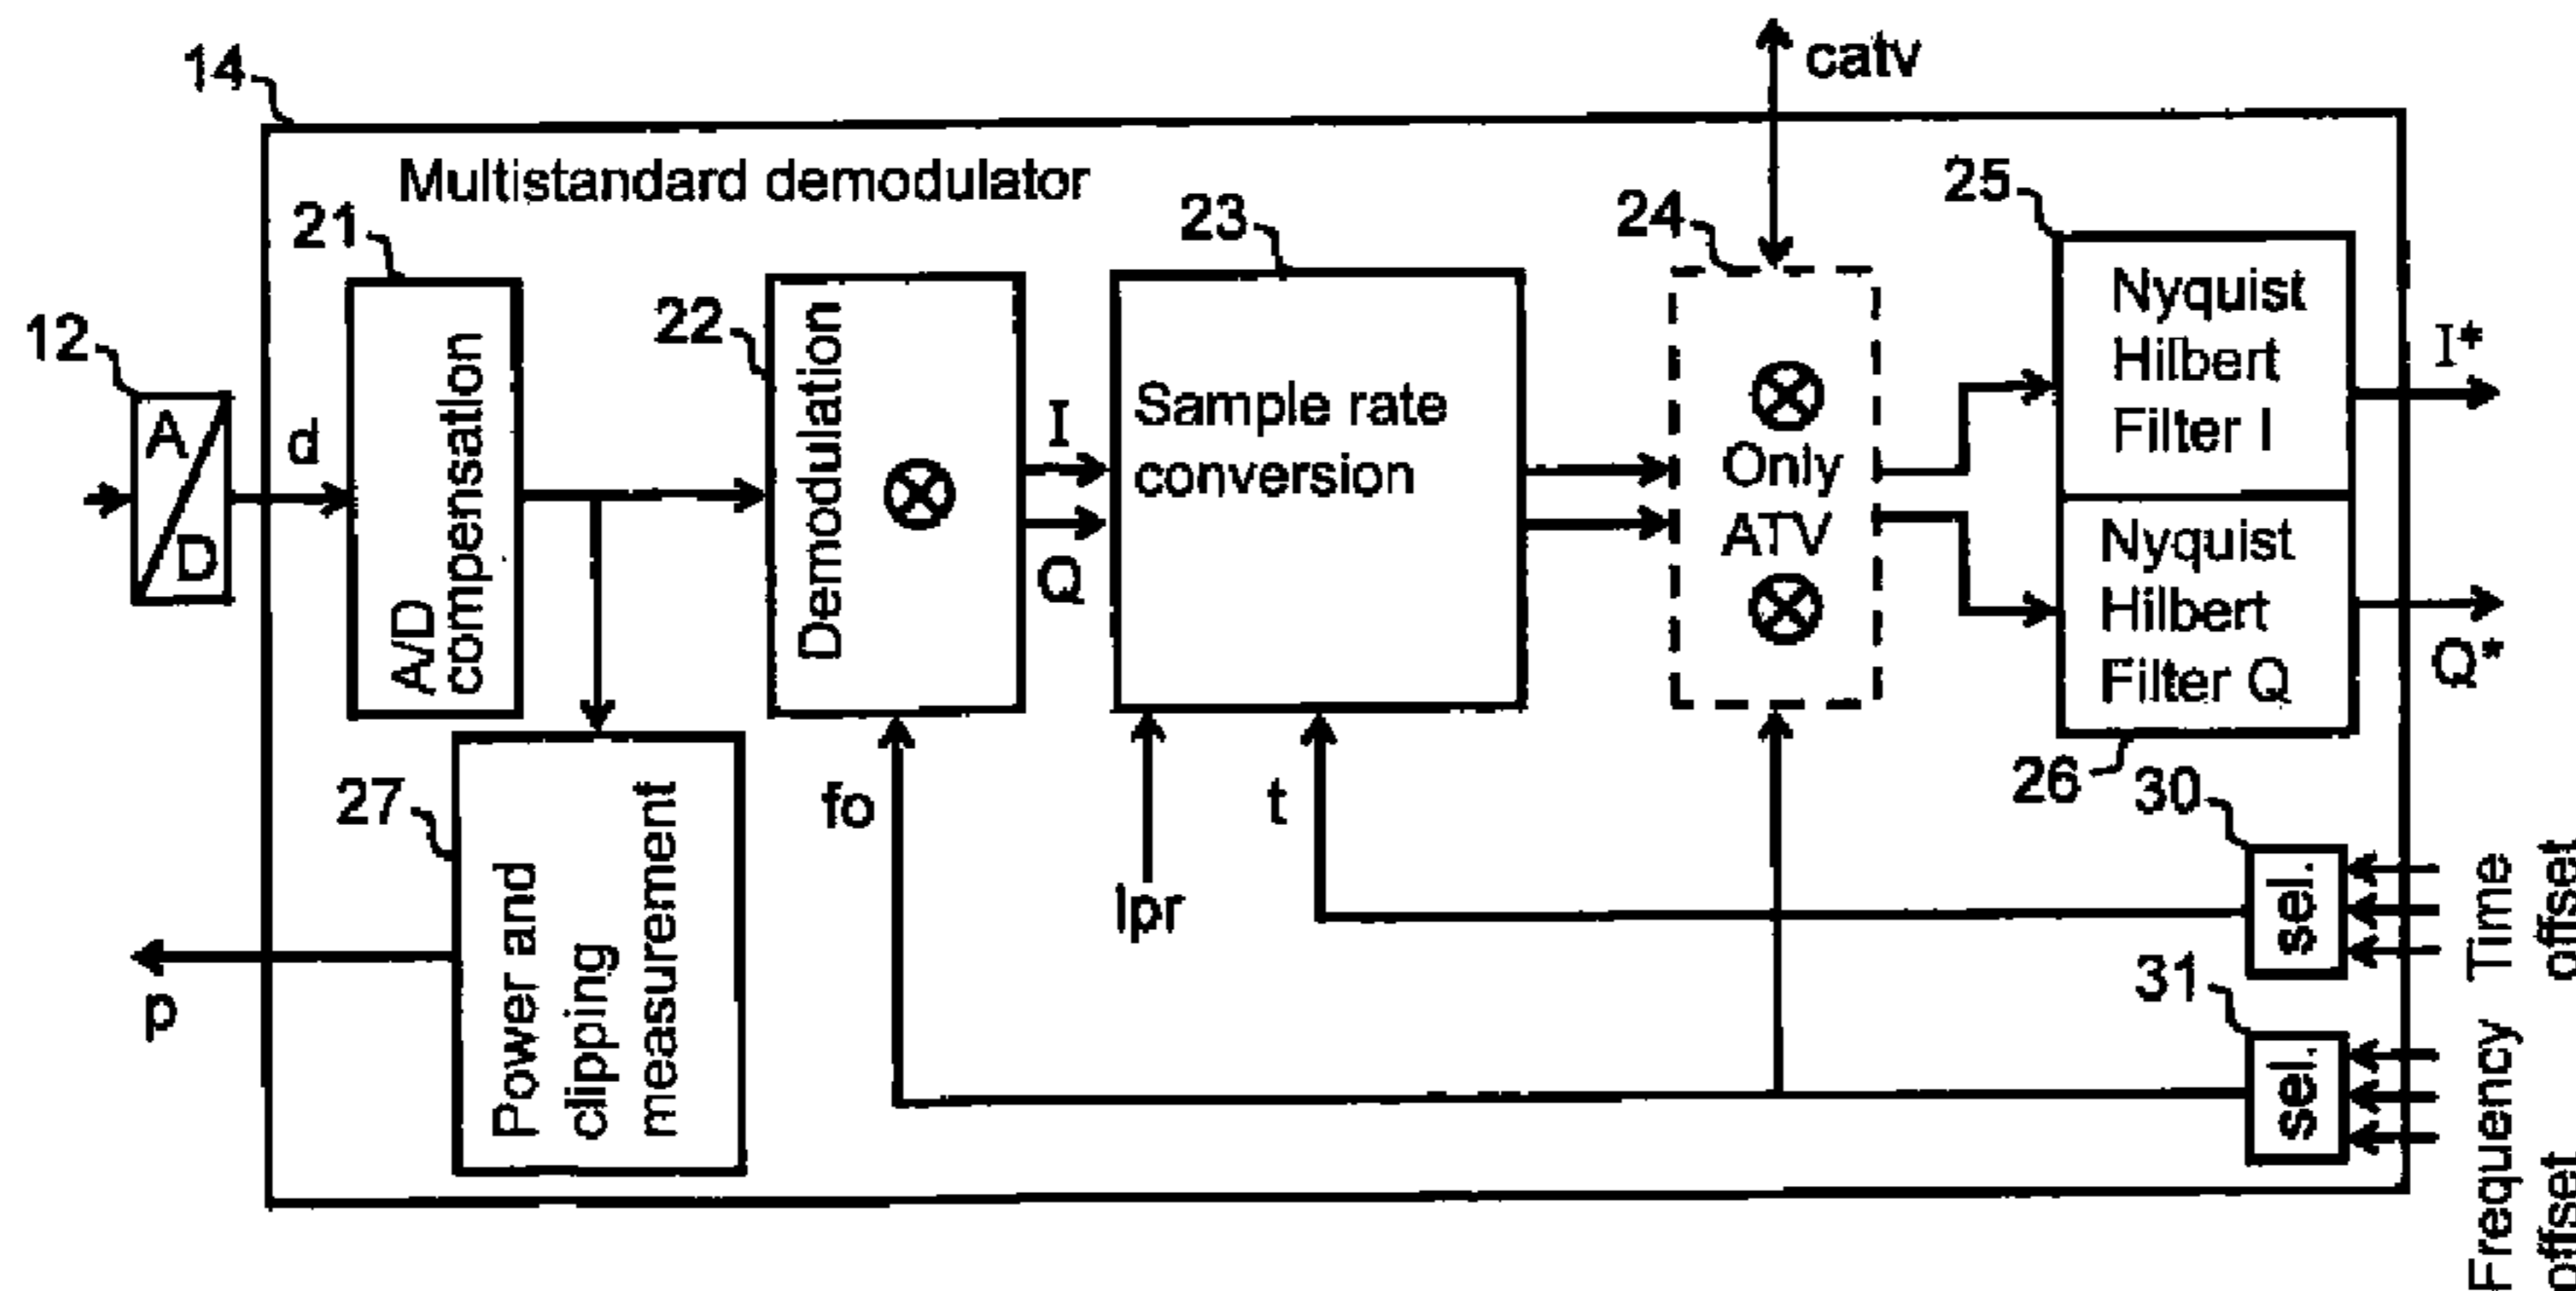 catv
14
Multistandard demodulator
21
22
23
24
25
12
A
D
d
A/D
compensation
Demodulation
I
Q
Sample rate
conversion
Only
ATV
Nyquist
Hilbert
Filter I
I*
Nyquist
Hilbert
Filter Q
Q*
26
27
Power and
clipping
measurement
p
fo
Ipr
t
30
sel.
Time
offset
31
sel.
Frequency
offset